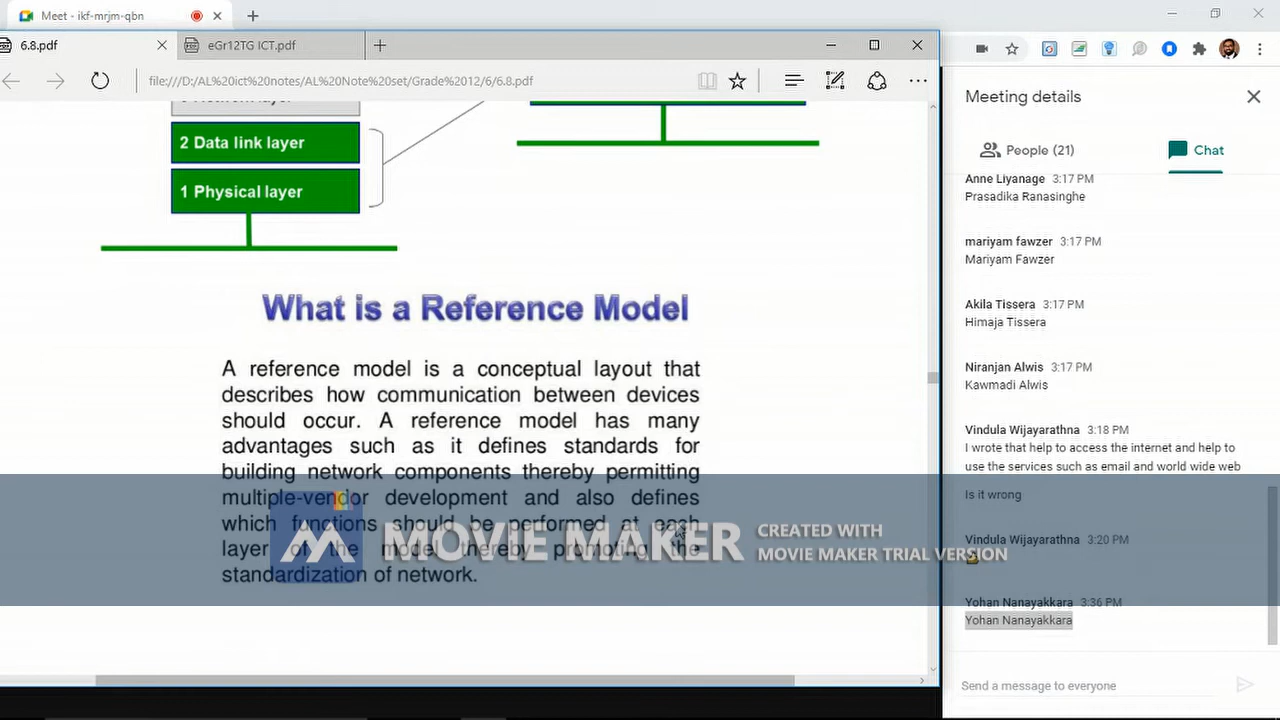 Meet - ikf-mrjm-qbn
6.8.pdf
eGr12TG ICT.pdf
file:///D:/AL%20ict%20notes/AL%20Note%20set/Grade%2012/6/6.8.pdf
2 Data link layer
1 Physical layer
What is a Reference Model
A reference model is a conceptual layout that
describes how communication between devices
should occur. A reference model has many
advantages such as it defines standards for
building network components thereby permitting
multiple-vendor development and also defines
which functions should be performed at each
layer of the model thereby promoting the
standardization of network.
MOVIE MAKER
CREATED WITH
MOVIE MAKER TRIAL VERSION
Meeting details
People (21)
Chat
Anne Liyanage 3:17 PM
Prasadika Ranasinghe
mariyam fawzer 3:17 PM
Mariyam Fawzer
Akila Tissera 3:17 PM
Himaja Tissera
Niranjan Alwis 3:17 PM
Kawmadi Alwis
Vindula Wijayarathna 3:18 PM
I wrote that help to access the internet and help to
use the services such as email and world wide web
Is it wrong
Vindula Wijayarathna 3:20 PM
Yohan Nanayakkara 3:36 PM
Yohan Nanayakkara
Send a message to everyone